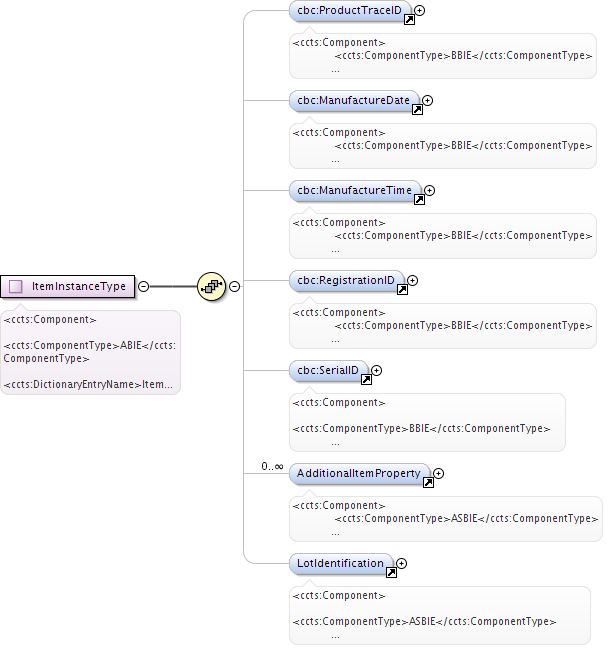 cbc:ProductTraceID
<ccts:Component>
<ccts:ComponentType>BBIE</ccts:ComponentType>
...
cbc:ManufactureDate
<ccts:Component>
<ccts:ComponentType>BBIE</ccts:ComponentType>
...
cbc:ManufactureTime
<ccts:Component>
<ccts:ComponentType>BBIE</ccts:ComponentType>
...
ItemInstanceType
<ccts:Component>
<ccts:ComponentType>ABIE</ccts:
ComponentType>
<ccts:DictionaryEntryName>Item...
cbc:RegistrationID
<ccts:Component>
<ccts:ComponentType>BBIE</ccts:ComponentType>
...
cbc:SerialID
<ccts:Component>
<ccts:ComponentType>BBIE</ccts:ComponentType>
...
0..∞
AdditionalItemProperty
<ccts:Component>
<ccts:ComponentType>ASBIE</ccts:ComponentType>
...
LotIdentification
<ccts:Component>
<ccts:ComponentType>ASBIE</ccts:ComponentType>
...